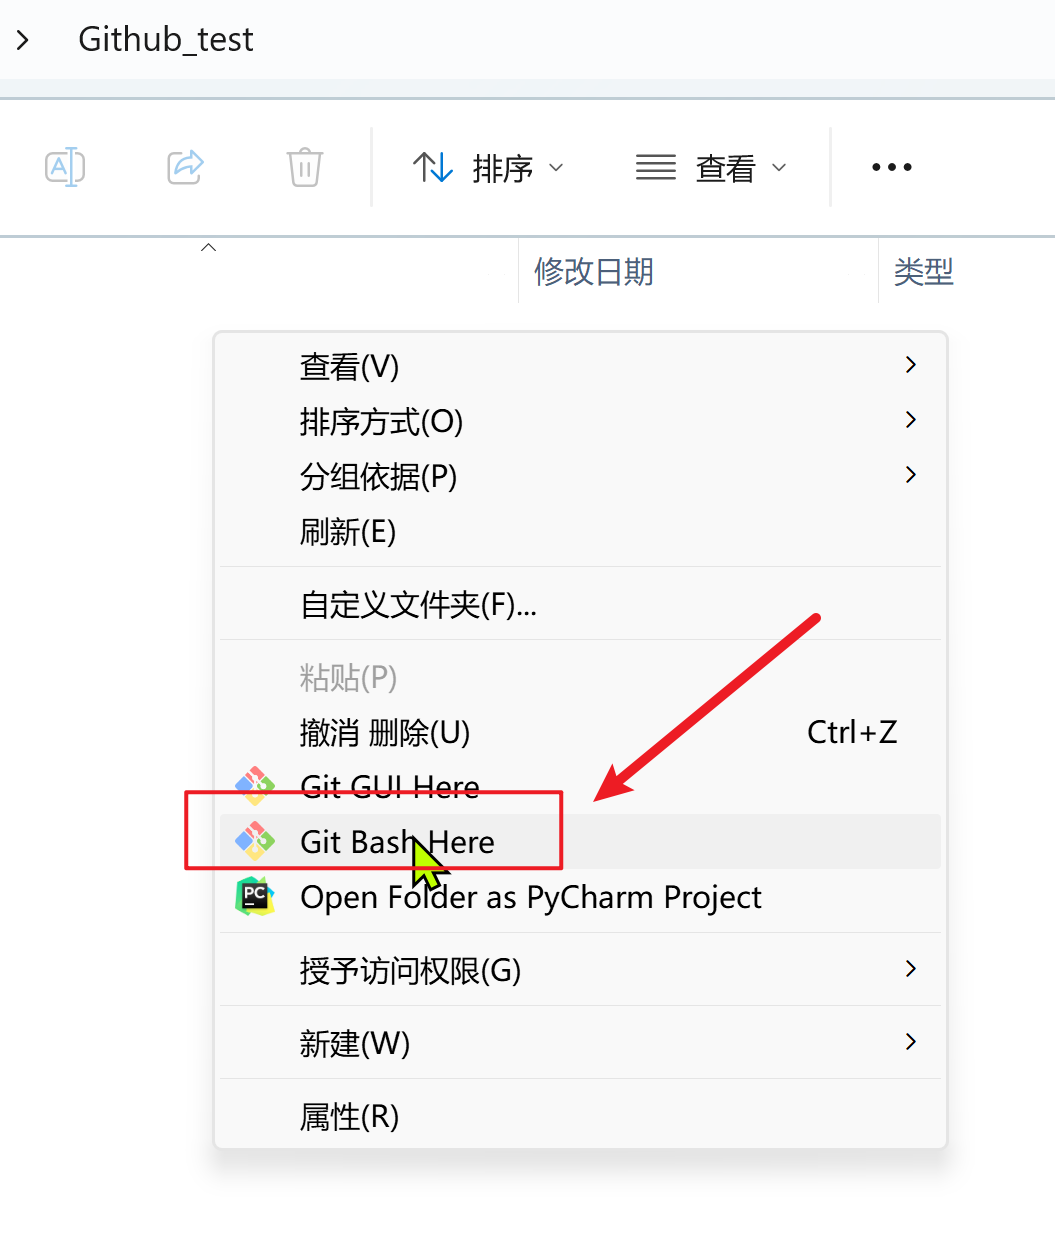 Github_test
排序
查看
修改日期
类型
查看(V)
排序方式(O)
分组依据(P)
刷新(E)
自定义文件夹(F)...
粘贴(P)
撤消 删除(U) Ctrl+Z
Git GUI Here
Git Bash Here
PC Open Folder as PyCharm Project
授予访问权限(G)
新建(W)
属性(R)